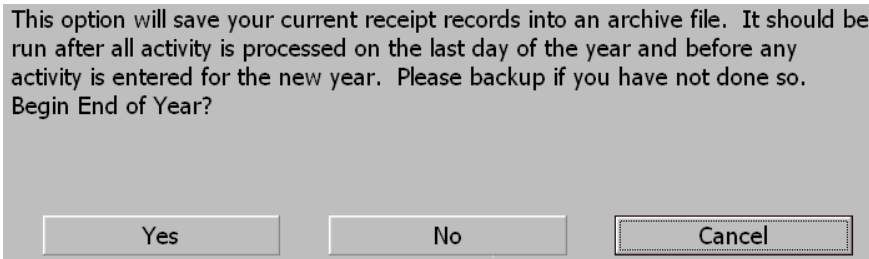 This option will save your current receipt records into an archive file.  It should be
run after all activity is processed on the last day of the year and before any
activity is entered for the new year.  Please backup if you have not done so.
Begin End of Year?
Yes
No
Cancel